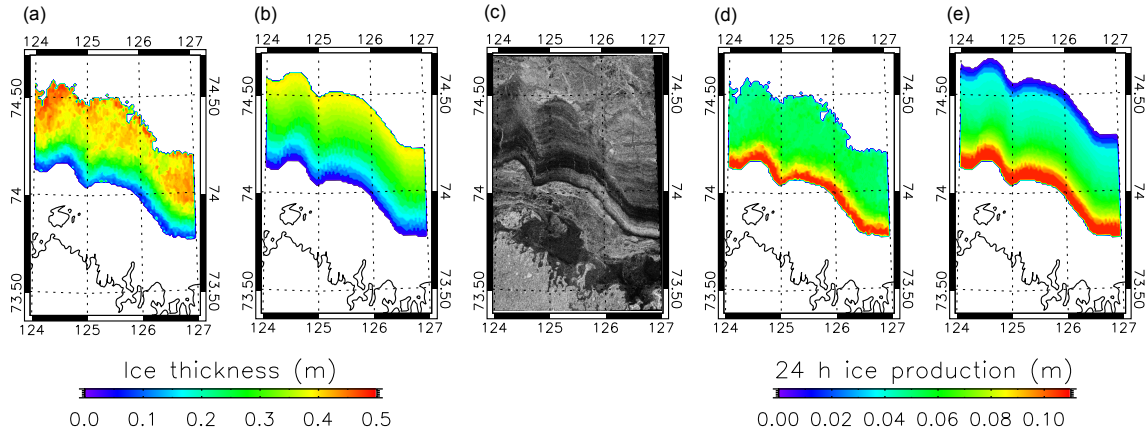 (a) (b) (c) (d) (e)
124 125 126 127 124 125 126 127 124 125 126 127 124 125 126 127 124 125 126 127
74.50 74.50 74.50 74.50 74.50 74.50
74 74 74 74 74 74
73.50 73.50 73.50 73.50 73.50 73.50
124 125 126 127 124 125 126 127 124 125 126 127 124 125 126 127 124 125 126 127
Ice thickness (m) 24 h ice production (m)
0.0 0.1 0.2 0.3 0.4 0.5 0.00 0.02 0.04 0.06 0.08 0.10